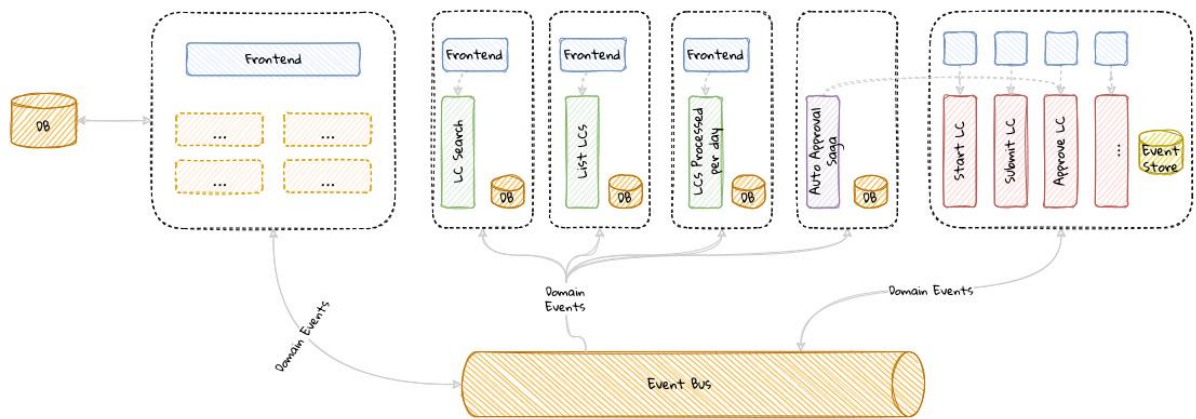 DB
Frontend
...
...
...
...
Frontend
LC Search
DB
Frontend
List LCs
DB
Frontend
LCs Processed
per day
DB
Auto Approval
Saga
DB
Start LC
Submit LC
Approve LC
...
Event
Store
Domain Events
Domain
Events
Domain Events
Event Bus